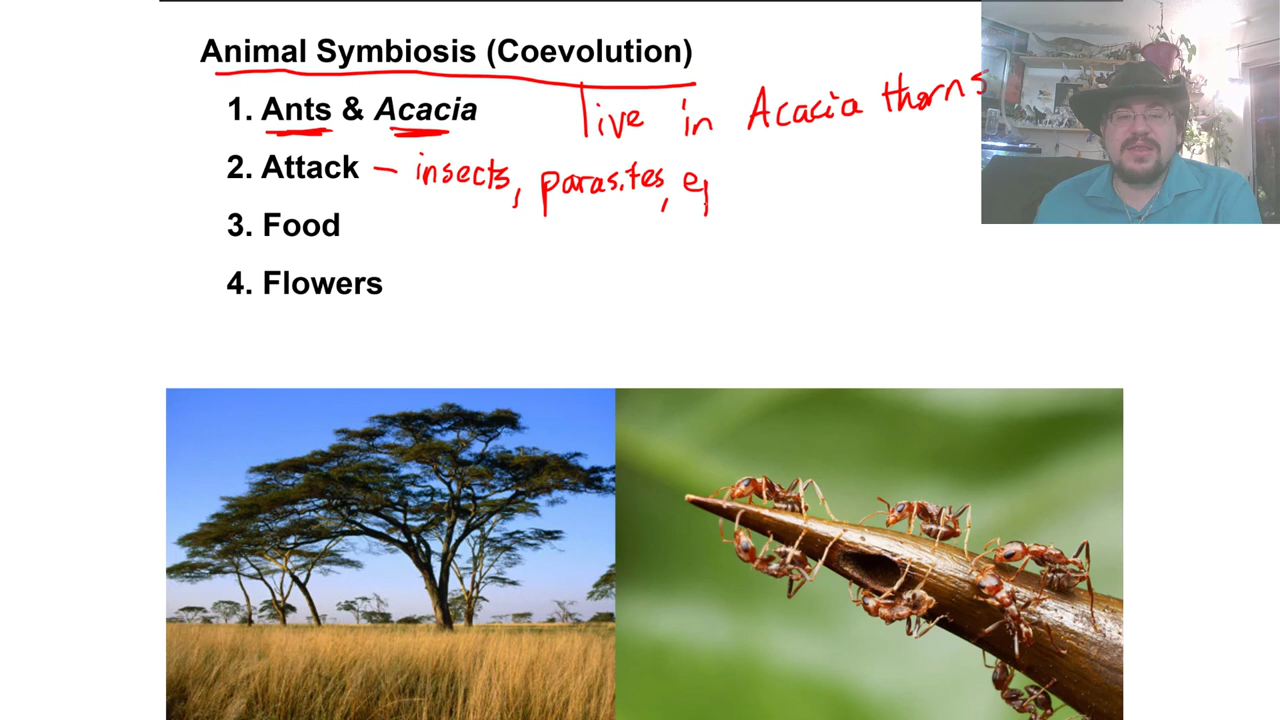 Animal Symbiosis (Coevolution)
1. Ants & Acacia live in Acacia thorns
2. Attack – insects, parasites,
3. Food
4. Flowers